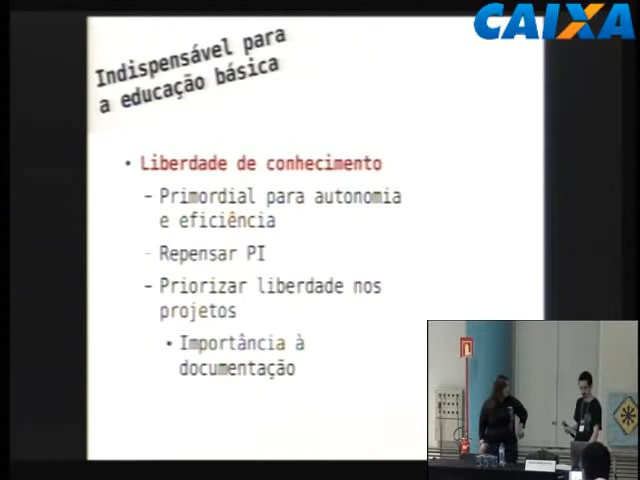 CAIXA
Indispensável para
a educação básica
• Liberdade de conhecimento
– Primordial para autonomia
e eficiência
– Repensar PI
– Priorizar liberdade nos
projetos
• Importância à
documentação